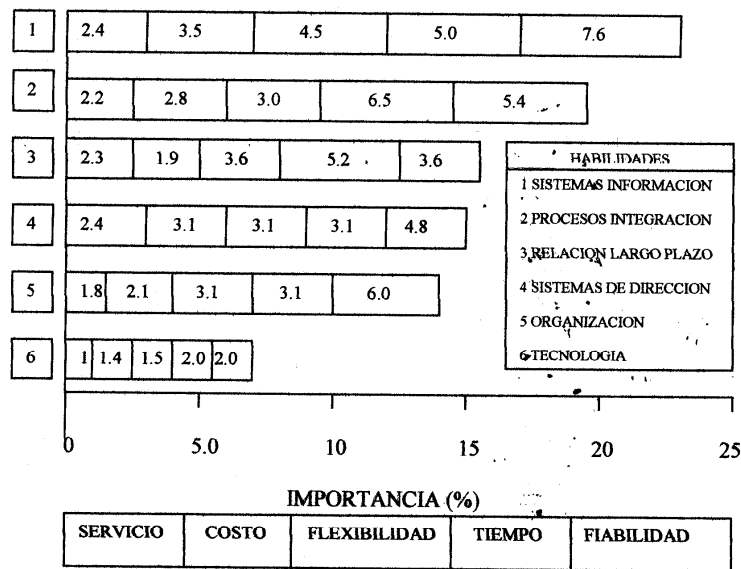 1 2.4 3.5 4.5 5.0 7.6
2 2.2 2.8 3.0 6.5 5.4
3 2.3 1.9 3.6 5.2 3.6
4 2.4 3.1 3.1 3.1 4.8
5 1.8 2.1 3.1 3.1 6.0
6 1 1.4 1.5 2.0 2.0
HABILIDADES
1 SISTEMAS INFORMACION
2 PROCESOS INTEGRACION
3 RELACION LARGO PLAZO
4 SISTEMAS DE DIRECCION
5 ORGANIZACION
6 TECNOLOGIA
0 5.0 10 15 20 25
IMPORTANCIA (%)
SERVICIO COSTO FLEXIBILIDAD TIEMPO FIABILIDAD